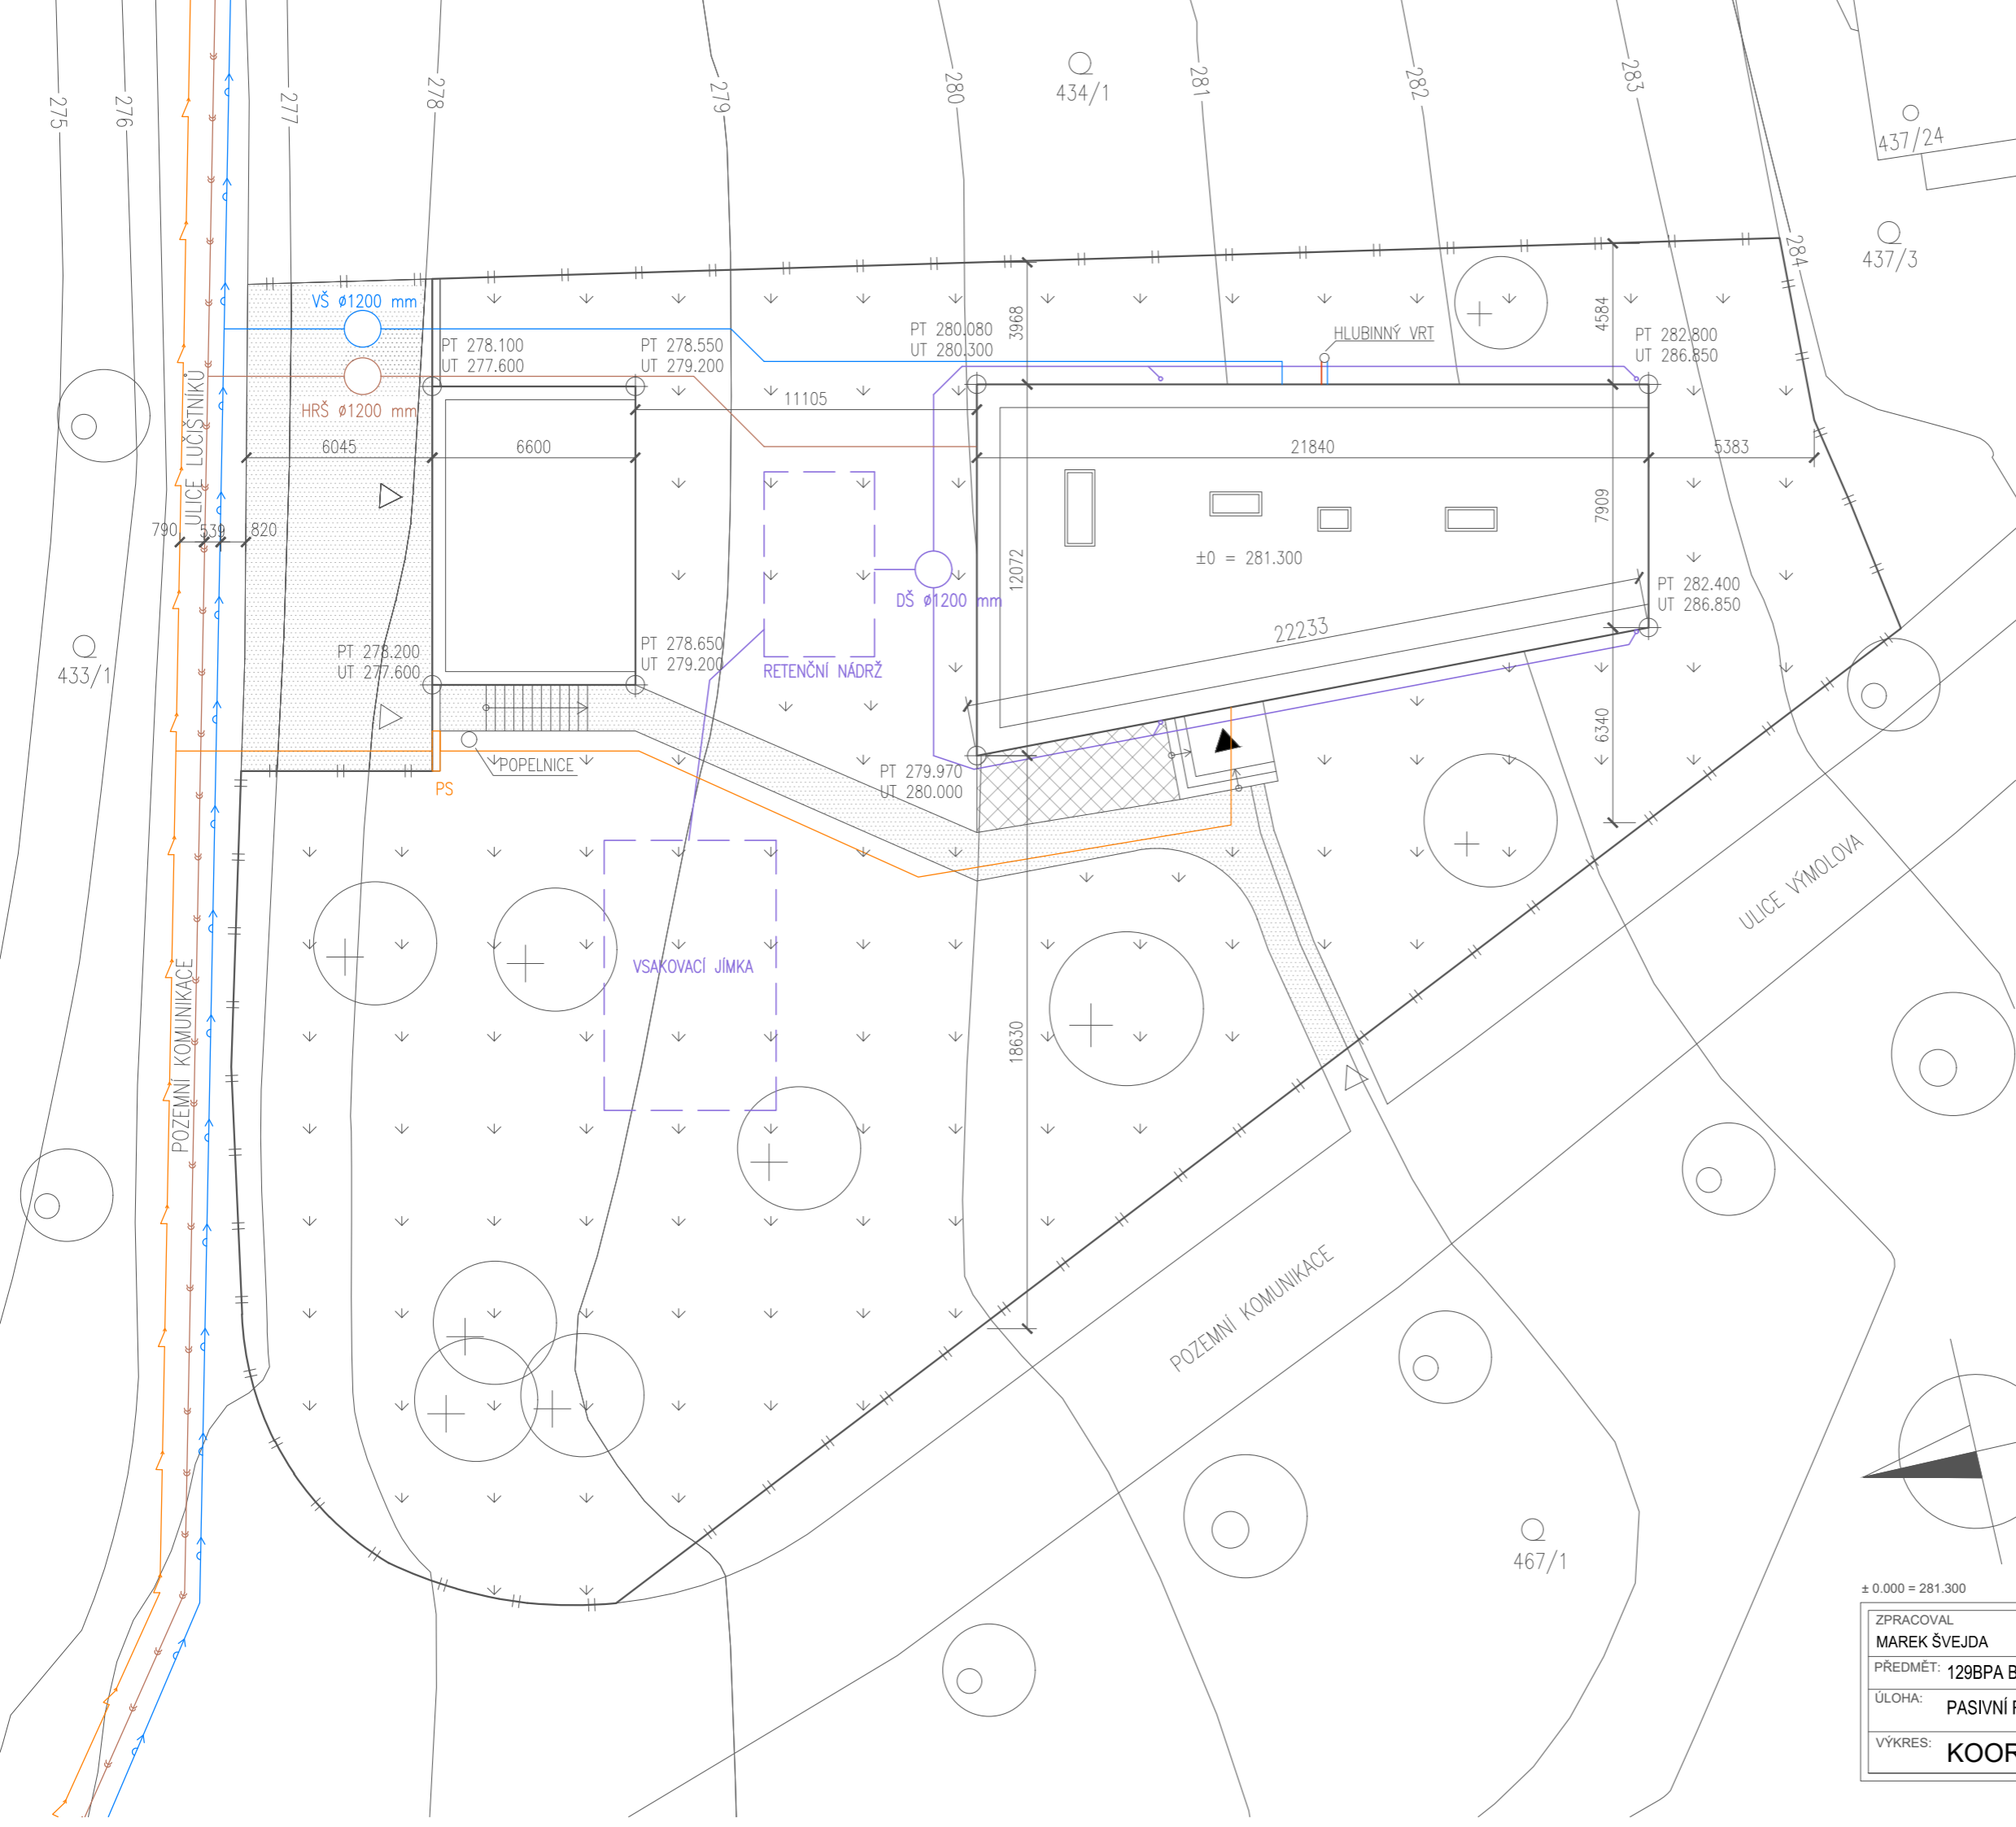 275
276
277
278
279
280
281
282
283
284
434/1
437/24
437/3
433/1
467/1
VŠ ø1200 mm
HRŠ ø1200 mm
PT 278.100
UT 277.600
PT 278.550
UT 279.200
PT 280.080
UT 280.300
3968
HLUBINNÝ VRT
4584
PT 282.800
UT 286.850
ULICE LUČIŠTNÍKŮ
6045
6600
11105
21840
5383
790
539
820
12072
7909
±0 = 281.300
DŠ ø1200 mm
PT 282.400
UT 286.850
22233
PT 278.200
UT 277.600
PT 278.650
UT 279.200
RETENČNÍ NÁDRŽ
6340
POPELNICE
PS
PT 279.970
UT 280.000
ULICE VÝMOLOVA
VSAKOVACÍ JÍMKA
POZEMNÍ KOMUNIKACE
18630
POZEMNÍ KOMUNIKACE
± 0.000 = 281.300
ZPRACOVAL
MAREK ŠVEJDA
PŘEDMĚT: 129BPA
ÚLOHA: PASIVNÍ
VÝKRES: KOOR